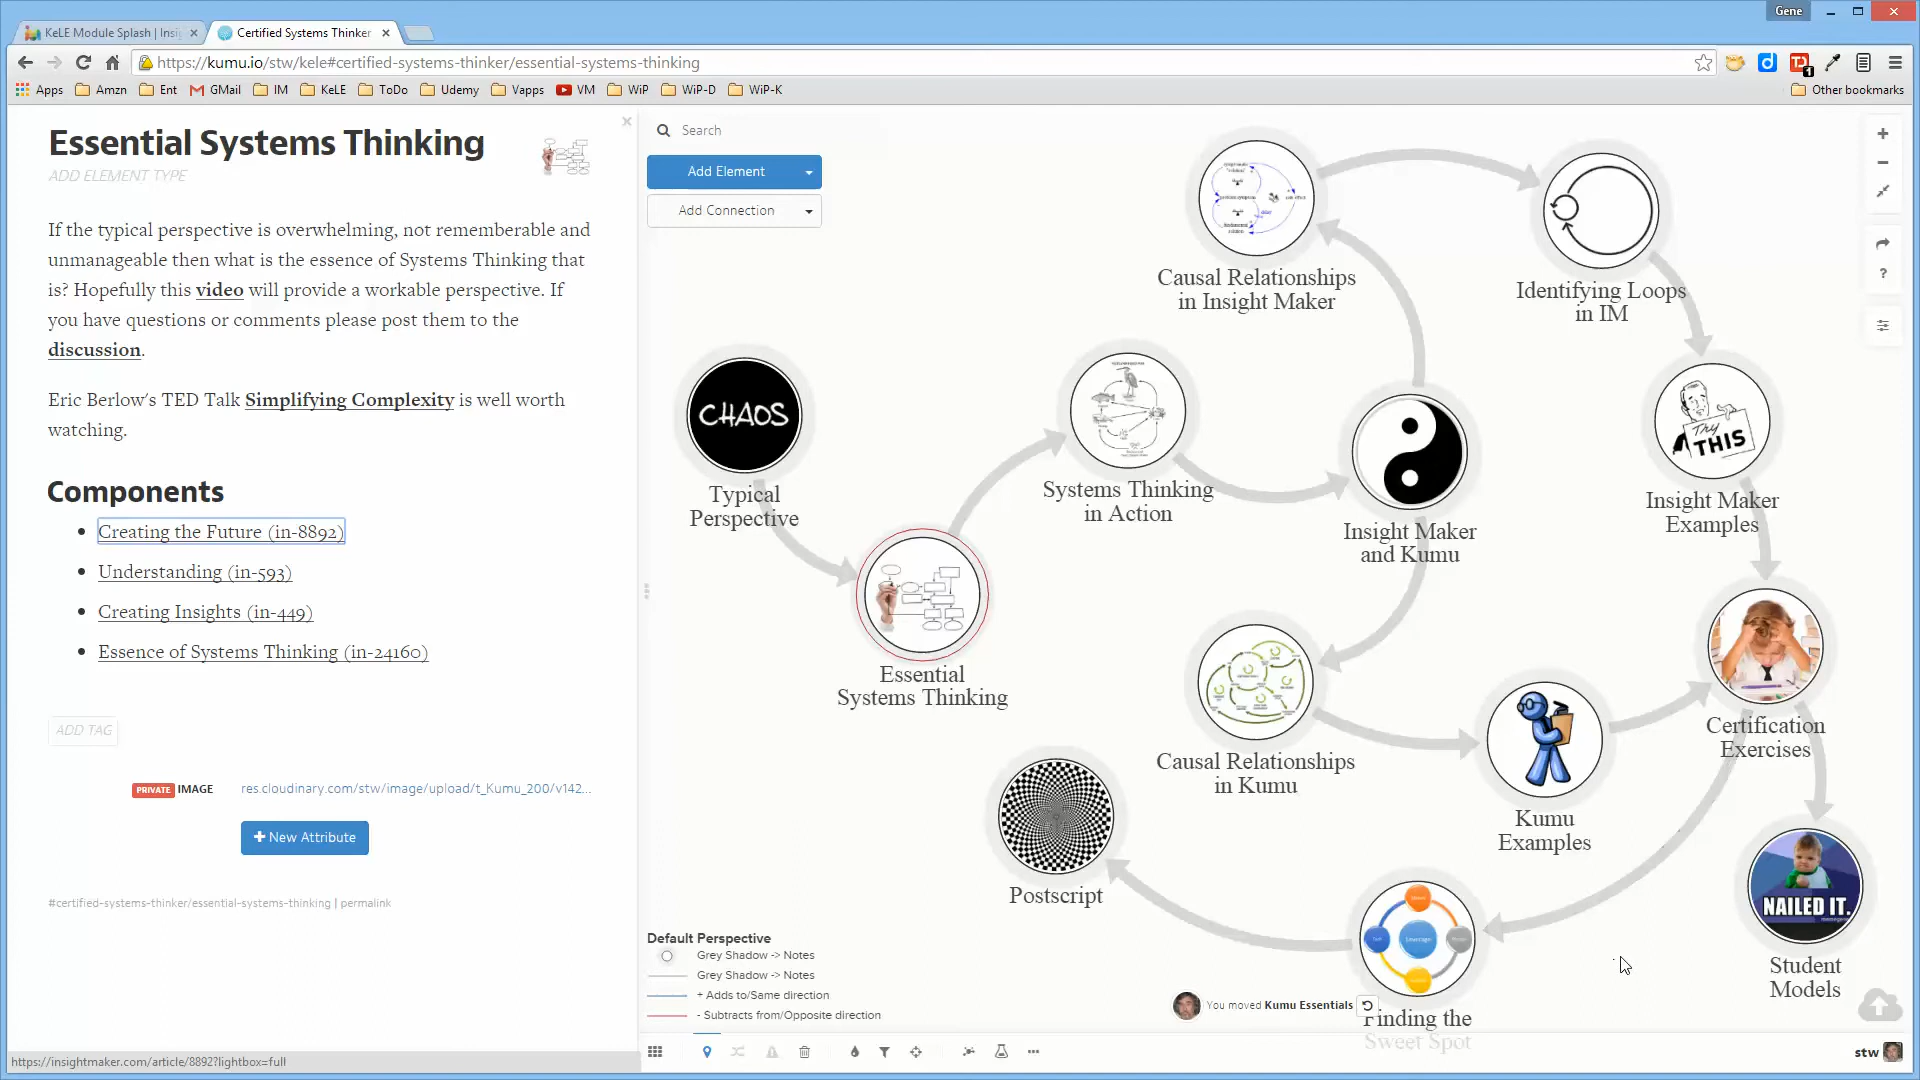 Gene
KeLE Module Splash | Insig
Certified Systems Thinker
https://kumu.io/stw/kele#certified-systems-thinker/essential-systems-thinking
Apps
Amzn
Ent
GMail
IM
KeLE
ToDo
Udemy
Vapps
VM
WiP
WiP-D
WiP-K
Other bookmarks
Essential Systems Thinking
ADD ELEMENT TYPE
If the typical perspective is overwhelming, not rememberable and
unmanageable then what is the essence of Systems Thinking that
is? Hopefully this video will provide a workable perspective. If
you have questions or comments please post them to the
discussion.
Eric Berlow's TED Talk Simplifying Complexity is well worth
watching.
Components
Creating the Future (in-8892)
Understanding (in-593)
Creating Insights (in-449)
Essence of Systems Thinking (in-24160)
ADD TAG
PRIVATE IMAGE
res.cloudinary.com/stw/image/upload/t_Kumu_200/v142...
+ New Attribute
#certified-systems-thinker/essential-systems-thinking | permalink
https://insightmaker.com/article/8892?lightbox=full
Search
Add Element
Add Connection
CHAOS
Typical
Perspective
Essential
Systems Thinking
Systems Thinking
in Action
Insight Maker
and Kumu
Causal Relationships
in Insight Maker
Identifying Loops
in IM
TRY
THIS
Insight Maker
Examples
Causal Relationships
in Kumu
Kumu
Examples
Certification
Exercises
NAILED IT.
Student
Models
Finding the
Sweet Spot
Postscript
Default Perspective
Grey Shadow -> Notes
Grey Shadow -> Notes
+ Adds to/Same direction
- Subtracts from/Opposite direction
You moved Kumu Essentials
stw